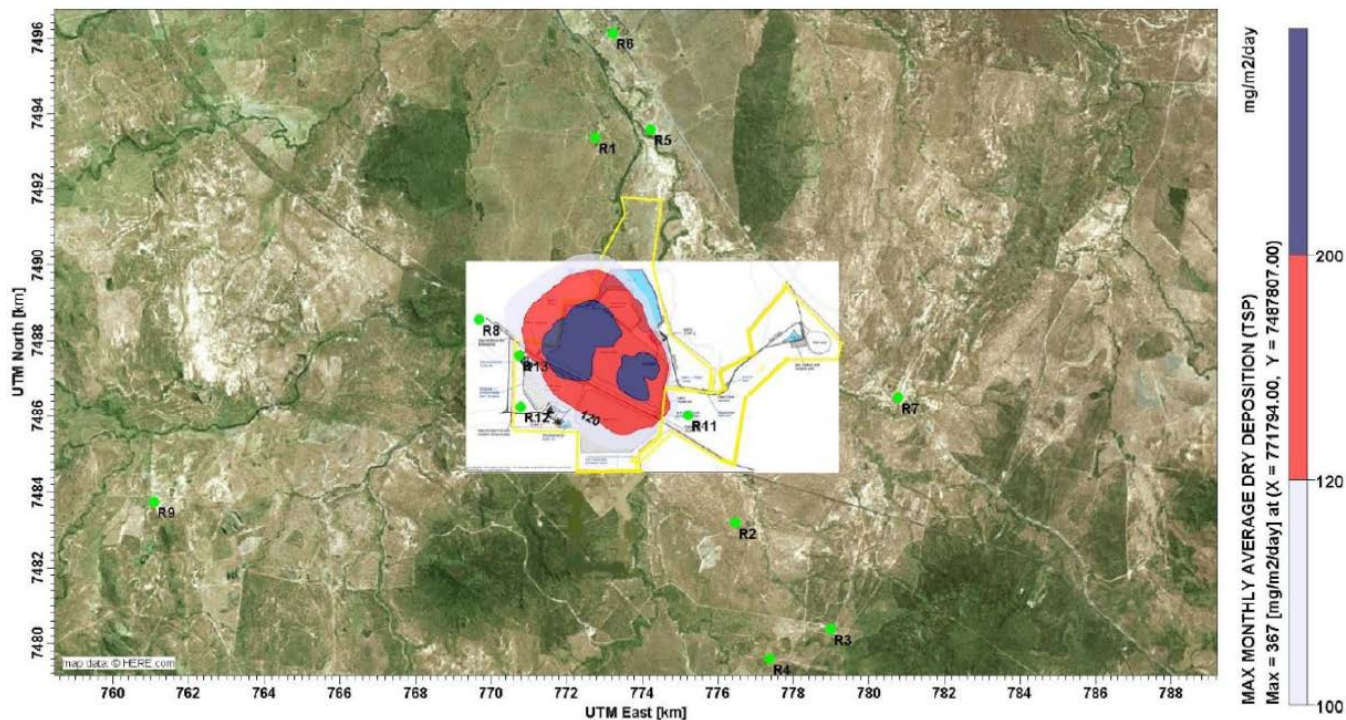 7496
7494
7492
7490
7488
7486
7484
7482
7480
UTM North [km]
R6
R1
R5
R8
R13
R12
120
R11
R7
R9
R2
R3
R4
map data: © HERE.com
760 762 764 766 768 770 772 774 776 778 780 782 784 786 788
UTM East [km]
MAX MONTHLY AVERAGE DRY DEPOSITION (TSP) mg/m2/day
Max = 367 [mg/m2/day] at (X = 771794.00, Y = 7487807.00)
200
120
100